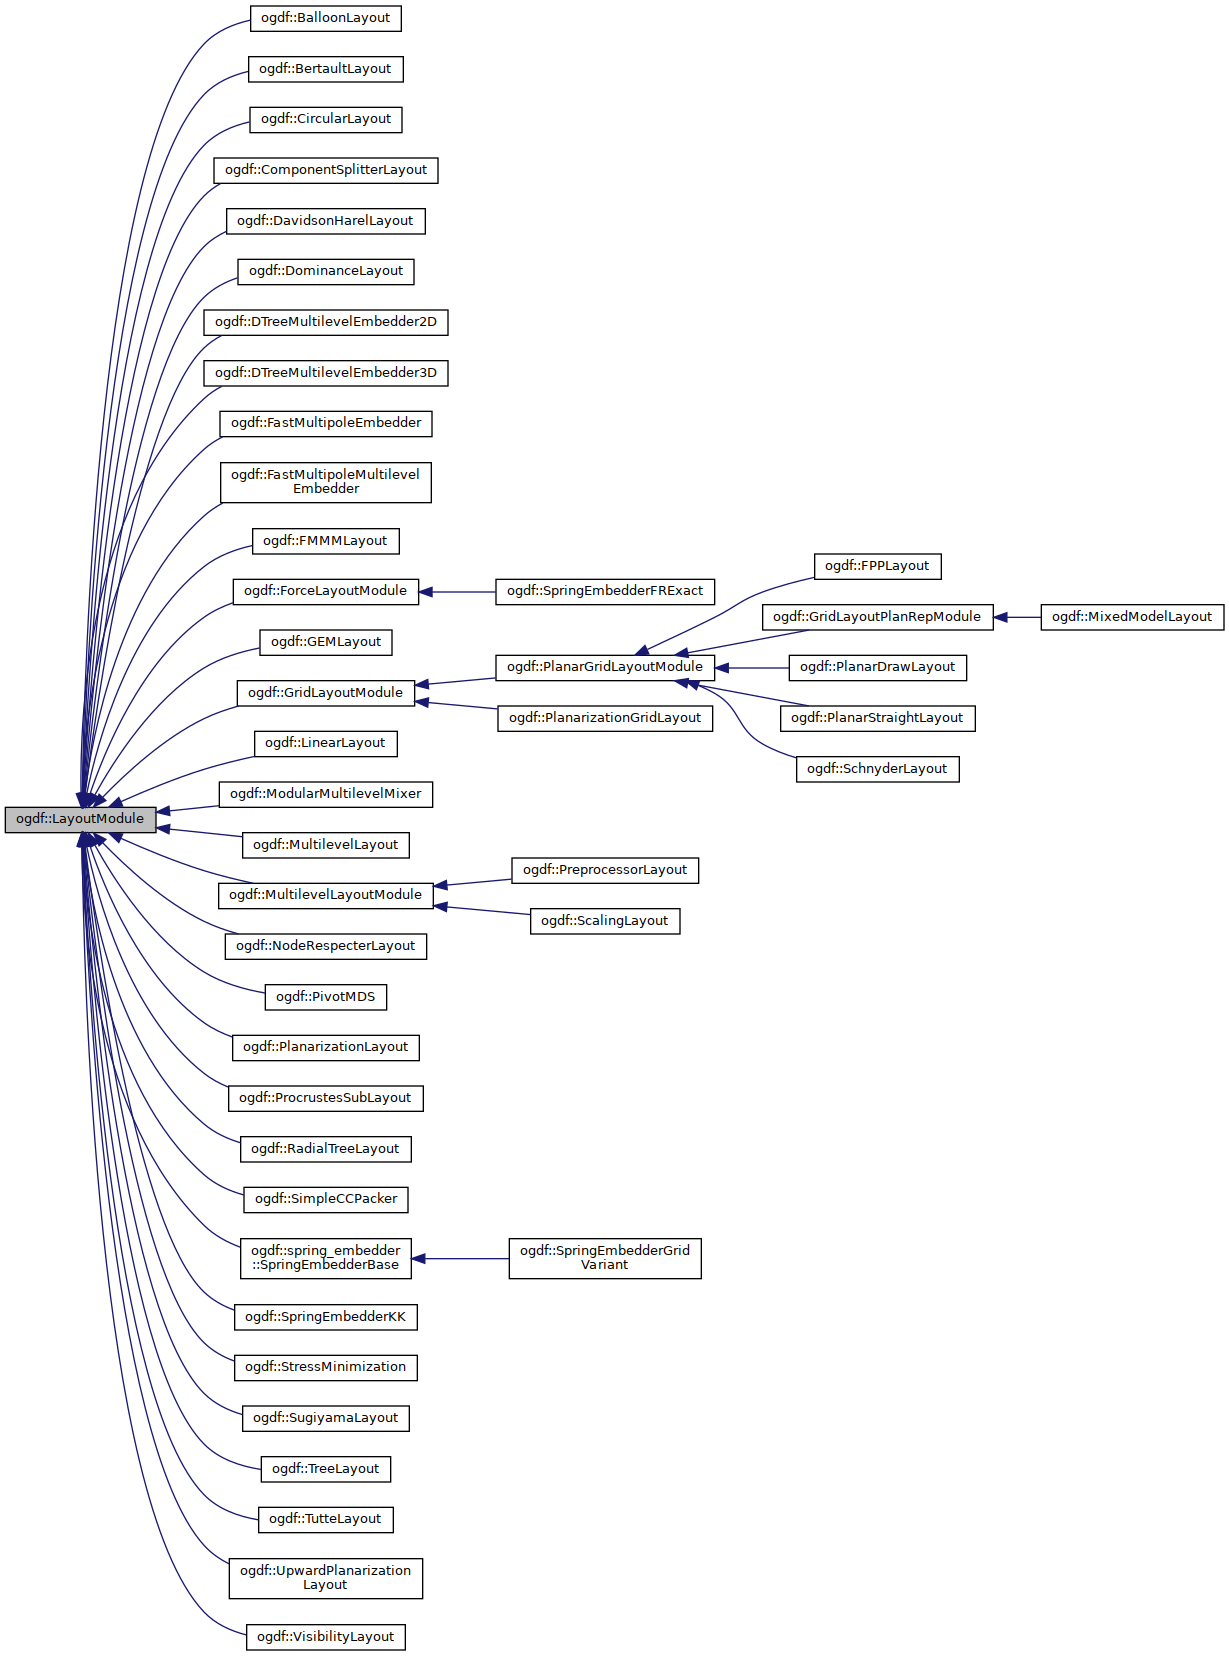 ogdf::BalloonLayout
ogdf::BertaultLayout
ogdf::CircularLayout
ogdf::ComponentSplitterLayout
ogdf::DavidsonHarelLayout
ogdf::DominanceLayout
ogdf::DTreeMultilevelEmbedder2D
ogdf::DTreeMultilevelEmbedder3D
ogdf::FastMultipoleEmbedder
ogdf::FastMultipoleMultilevel
Embedder
ogdf::FMMMLayout
ogdf::ForceLayoutModule
ogdf::SpringEmbedderFRExact
ogdf::FPPLayout
ogdf::GridLayoutPlanRepModule
ogdf::MixedModelLayout
ogdf::GEMLayout
ogdf::PlanarGridLayoutModule
ogdf::PlanarDrawLayout
ogdf::GridLayoutModule
ogdf::PlanarizationGridLayout
ogdf::PlanarStraightLayout
ogdf::LinearLayout
ogdf::SchnyderLayout
ogdf::ModularMultilevelMixer
ogdf::LayoutModule
ogdf::MultilevelLayout
ogdf::MultilevelLayoutModule
ogdf::PreprocessorLayout
ogdf::ScalingLayout
ogdf::NodeRespecterLayout
ogdf::PivotMDS
ogdf::PlanarizationLayout
ogdf::ProcrustesSubLayout
ogdf::RadialTreeLayout
ogdf::SimpleCCPacker
ogdf::spring_embedder
::SpringEmbedderBase
ogdf::SpringEmbedderGrid
Variant
ogdf::SpringEmbedderKK
ogdf::StressMinimization
ogdf::SugiyamaLayout
ogdf::TreeLayout
ogdf::TutteLayout
ogdf::UpwardPlanarization
Layout
ogdf::VisibilityLayout